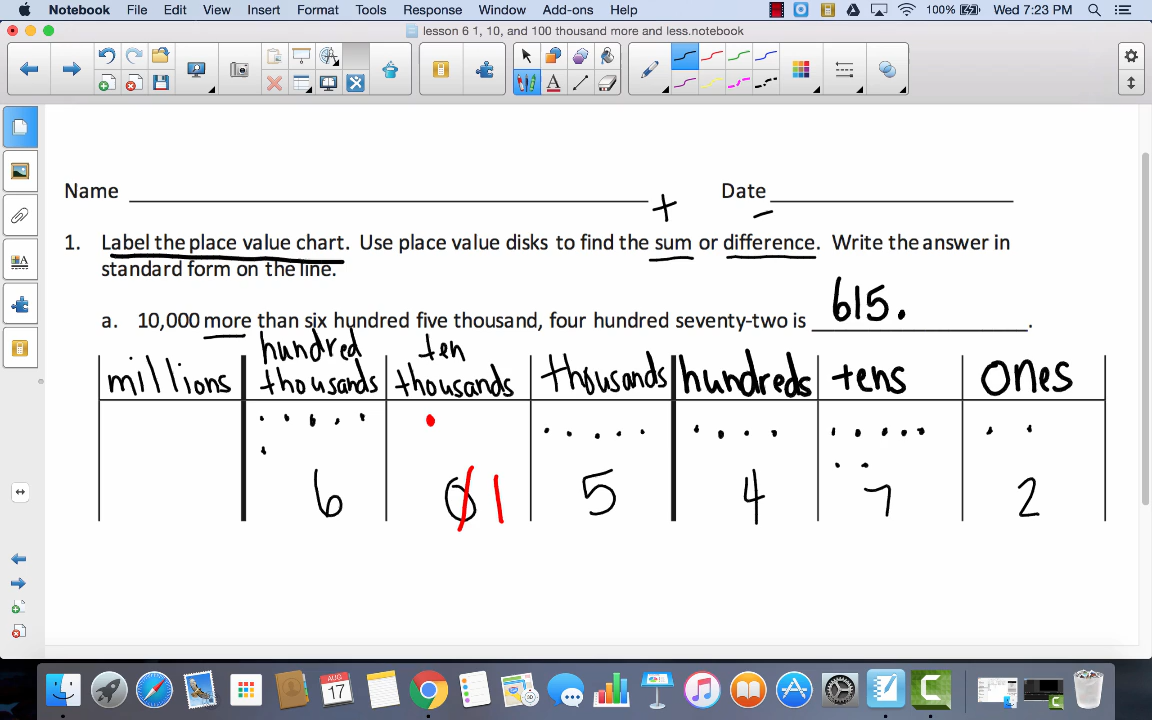 Notebook File Edit View Insert Format Tools Response Window Add-ons Help 100% Wed 7:23 PM
lesson 6 1, 10, and 100 thousand more and less.notebook
Name Date
+ –
1. Label the place value chart. Use place value disks to find the sum or difference. Write the answer in
standard form on the line.
615.
a. 10,000 more than six hundred five thousand, four hundred seventy-two is .
millions hundred thousands ten thousands thousands hundreds tens ones
6 0 1 5 4 7 2
AUG
17